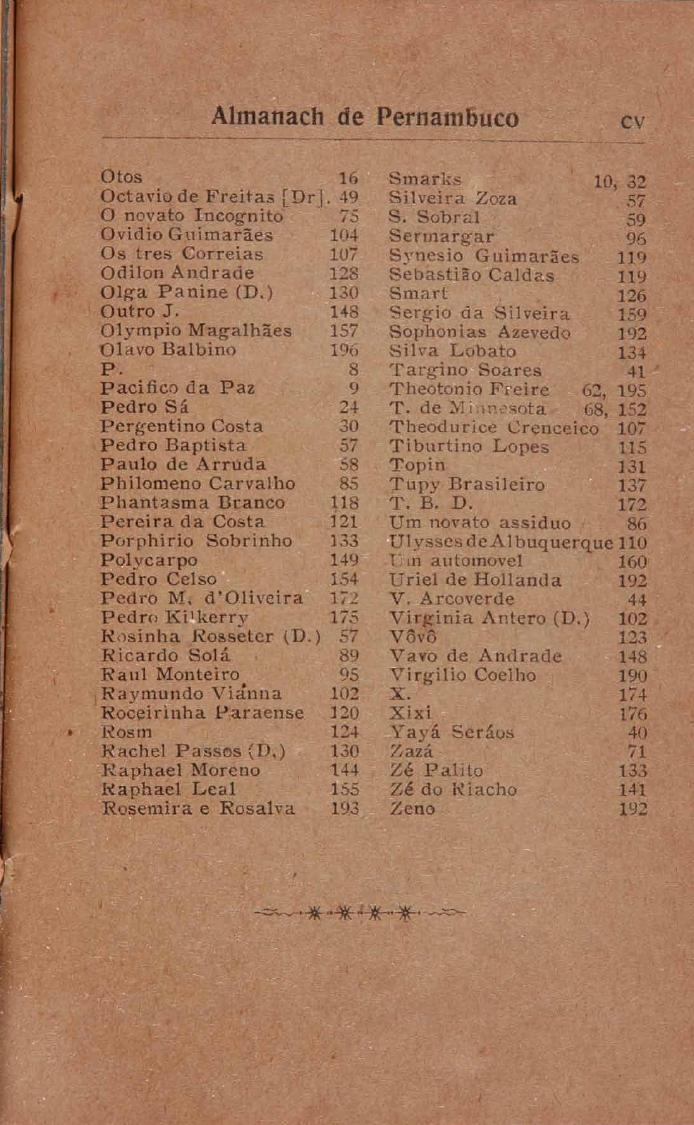 Almanach de Pernambuco CV
Otos 16
Octavio de Freitas [Dr]. 49
O novato Incognito 75
Ovidio Guimarães 104
Os tres Correias 107
Odilon Andrade 128
Olga Panine (D.) 130
Outro J. 148
Olympio Magalhães 157
Olavo Balbino 196
P. 8
Pacifico da Paz 9
Pedro Sá 24
Pergentino Costa 30
Pedro Baptista 57
Paulo de Arruda 58
Philomeno Carvalho 85
Phantasma Branco 118
Pereira da Costa 121
Porphirio Sobrinho 133
Polycarpo 149
Pedro Celso 154
Pedro M. d'Oliveira 172
Pedro Kilkerry 175
Rosinha Rosseter (D.) 57
Ricardo Solá 89
Raul Monteiro 95
Raymundo Vianna 102
Roceirinha Paraense 120
Rosm 124
Rachel Passos (D.) 130
Raphael Moreno 144
Raphael Leal 155
Rosemira e Rosalva 193
Smarks 10, 32
Silveira Zoza 57
S. Sobral 59
Sermargar 96
Synesio Guimarães 119
Sebastião Caldas 119
Smart 126
Sergio da Silveira 159
Sophonias Azevedo 192
Silva Lobato 134
Targino Soares 41
Theotonio Freire 62, 195
T. de Minnesota 68, 152
Theodurice Crenceico 107
Tiburtino Lopes 115
Topin 131
Tupy Brasileiro 137
T. B. D. 172
Um novato assiduo 86
Ulysses de Albuquerque 110
Um automovel 160
Uriel de Hollanda 192
V. Arcoverde 44
Virginia Antero (D.) 102
Vôvô 123
Vavo de Andrade 148
Virgilio Coelho 190
X. 174
Xixi 176
Yayá Seráos 40
Zazá 71
Zé Palito 133
Zé do Riacho 141
Zeno 192